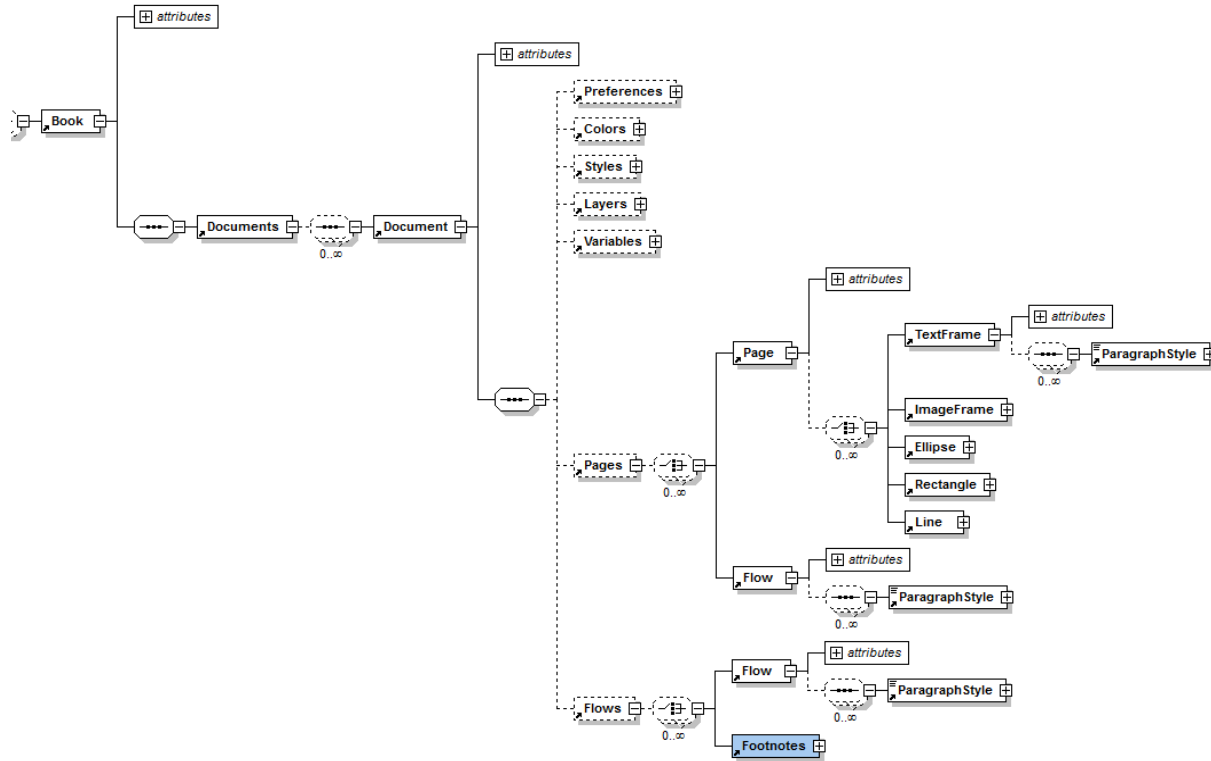 attributes
attributes
Preferences
Book
Colors
Styles
Layers
Documents
Document
0..∞
Variables
attributes
attributes
TextFrame
Page
ParagraphStyle
0..∞
ImageFrame
Ellipse
0..∞
Pages
0..∞
Rectangle
Line
attributes
Flow
ParagraphStyle
0..∞
attributes
Flow
ParagraphStyle
0..∞
Flows
0..∞
Footnotes